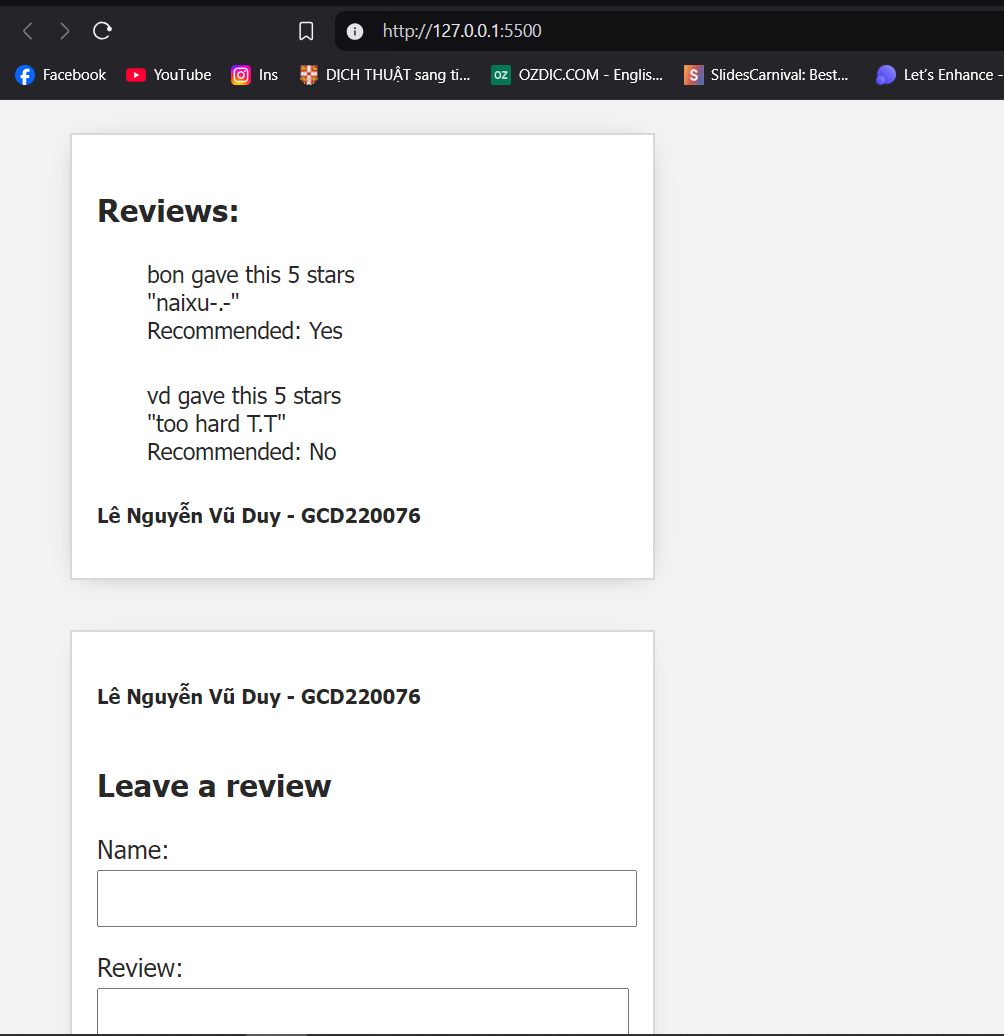 http://127.0.0.1:5500
Facebook YouTube Ins DỊCH THUẬT sang ti... OZ OZDIC.COM - Englis... S SlidesCarnival: Best... Let's Enhance -
Reviews:
bon gave this 5 stars
"naixu-.-"
Recommended: Yes
vd gave this 5 stars
"too hard T.T"
Recommended: No
Lê Nguyễn Vũ Duy - GCD220076
Lê Nguyễn Vũ Duy - GCD220076
Leave a review
Name:
Review: